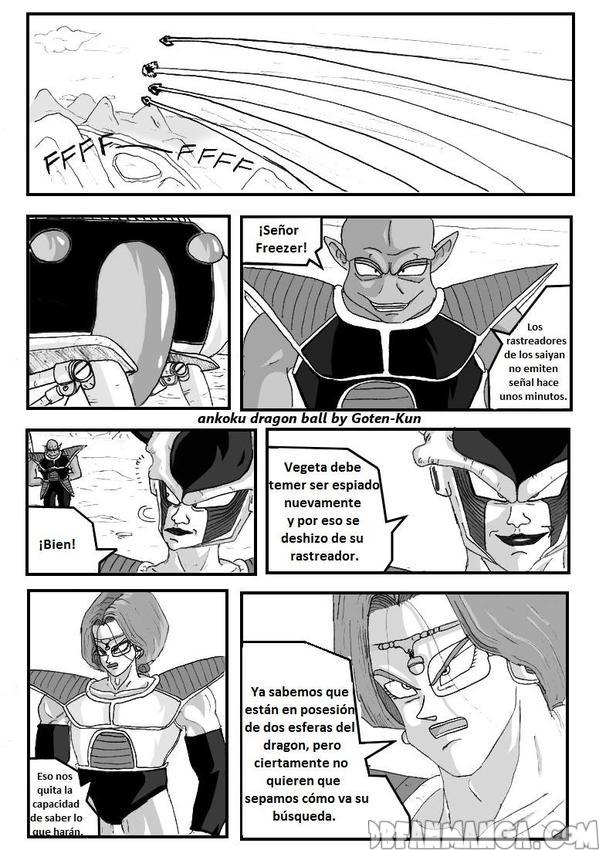 FFFF
FFFF
¡Señor
Freezer!
Los
rastreadores
de los saiyan
no emiten
señal hace
unos minutos.
ankoku dragon ball by Goten-Kun
¡Bien!
Vegeta debe
temer ser espiado
nuevamente
y por eso se
deshizo de su
rastreador.
Eso nos
quita la
capacidad
de saber lo
que harán.
Ya sabemos que
están en posesión
de dos esferas del
dragon, pero
ciertamente no
quieren que
sepamos cómo va su
búsqueda.
DBFANMANGA.COM